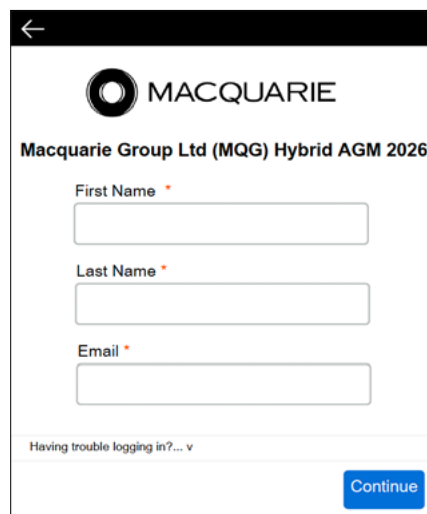 MACQUARIE
Macquarie Group Ltd (MQG) Hybrid AGM 2026
First Name *
Last Name *
Email *
Having trouble logging in?... v
Continue